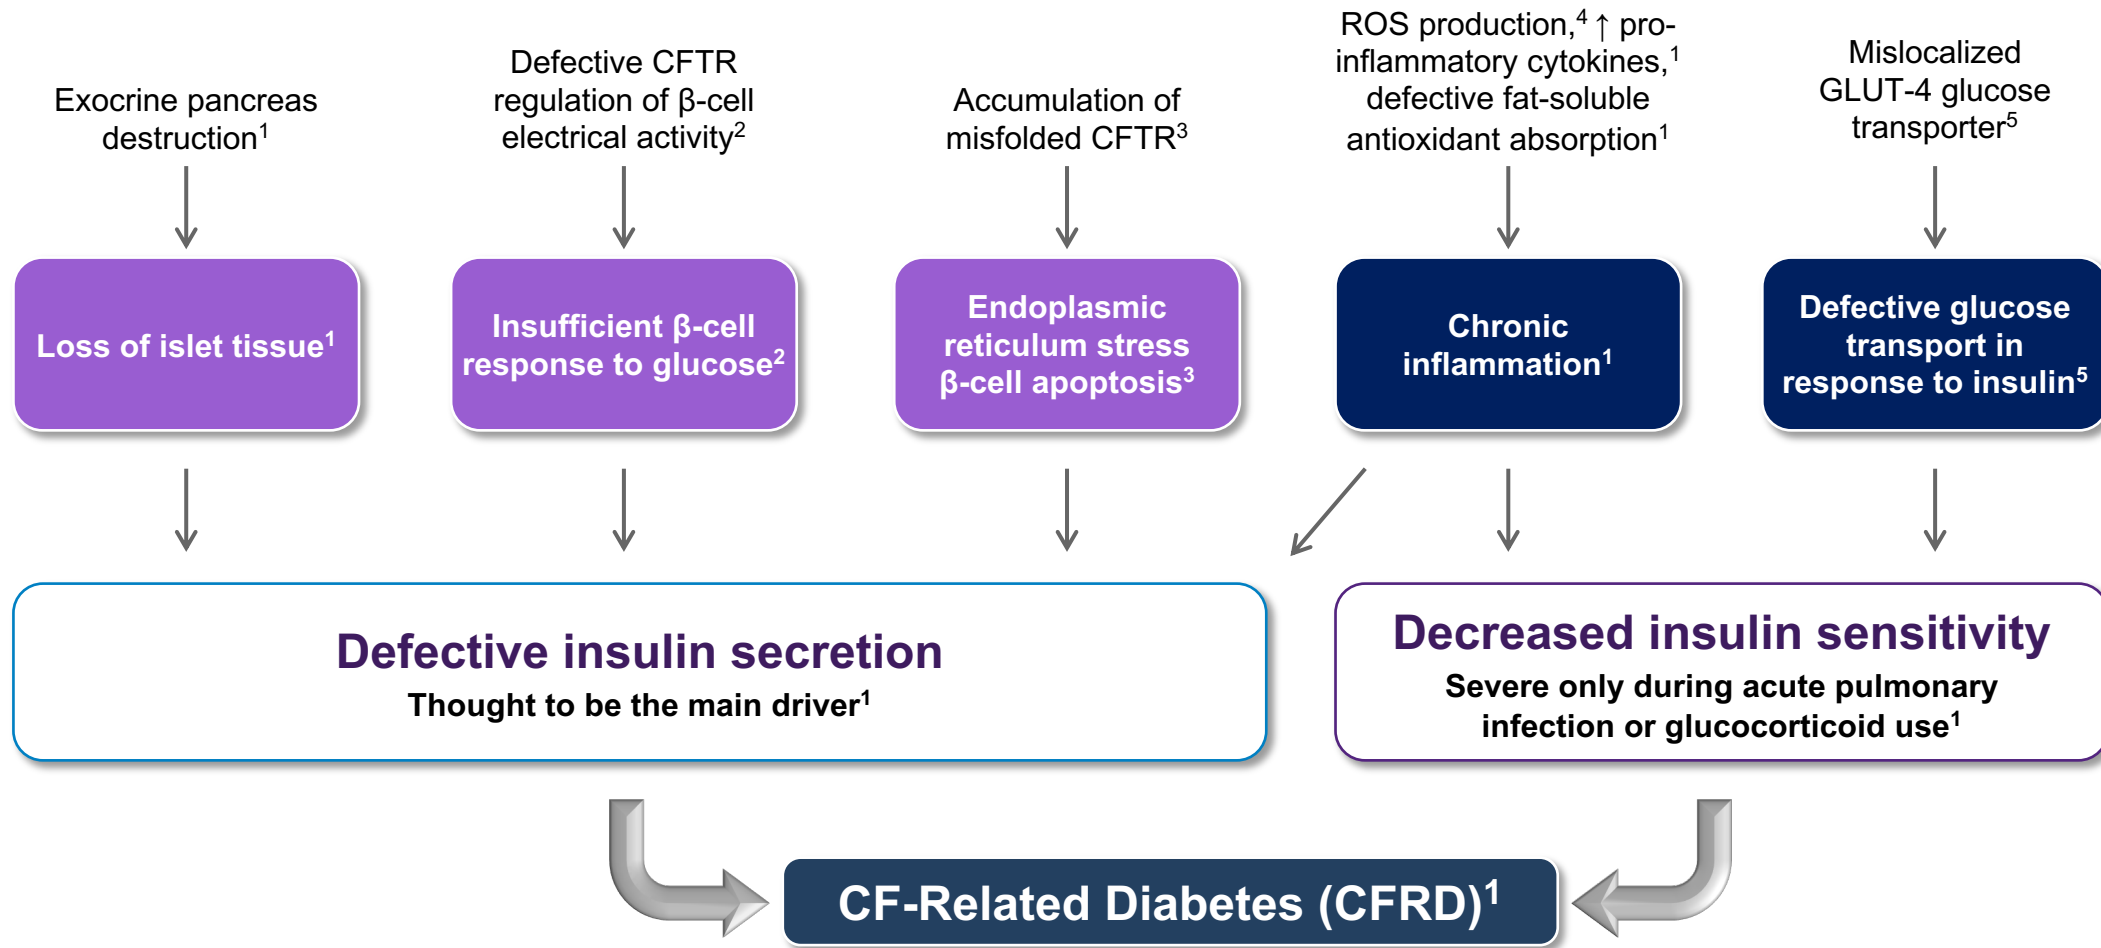 Exocrine pancreas
destruction¹
Defective CFTR
regulation of β-cell
electrical activity²
Accumulation of
misfolded CFTR³
ROS production,⁴ ↑ pro-
inflammatory cytokines,¹
defective fat-soluble
antioxidant absorption¹
Mislocalized
GLUT-4 glucose
transporter⁵
Loss of islet tissue¹
Insufficient β-cell
response to glucose²
Endoplasmic
reticulum stress
β-cell apoptosis³
Chronic
inflammation¹
Defective glucose
transport in
response to insulin⁵
Defective insulin secretion
Thought to be the main driver¹
Decreased insulin sensitivity
Severe only during acute pulmonary
infection or glucocorticoid use¹
CF-Related Diabetes (CFRD)¹